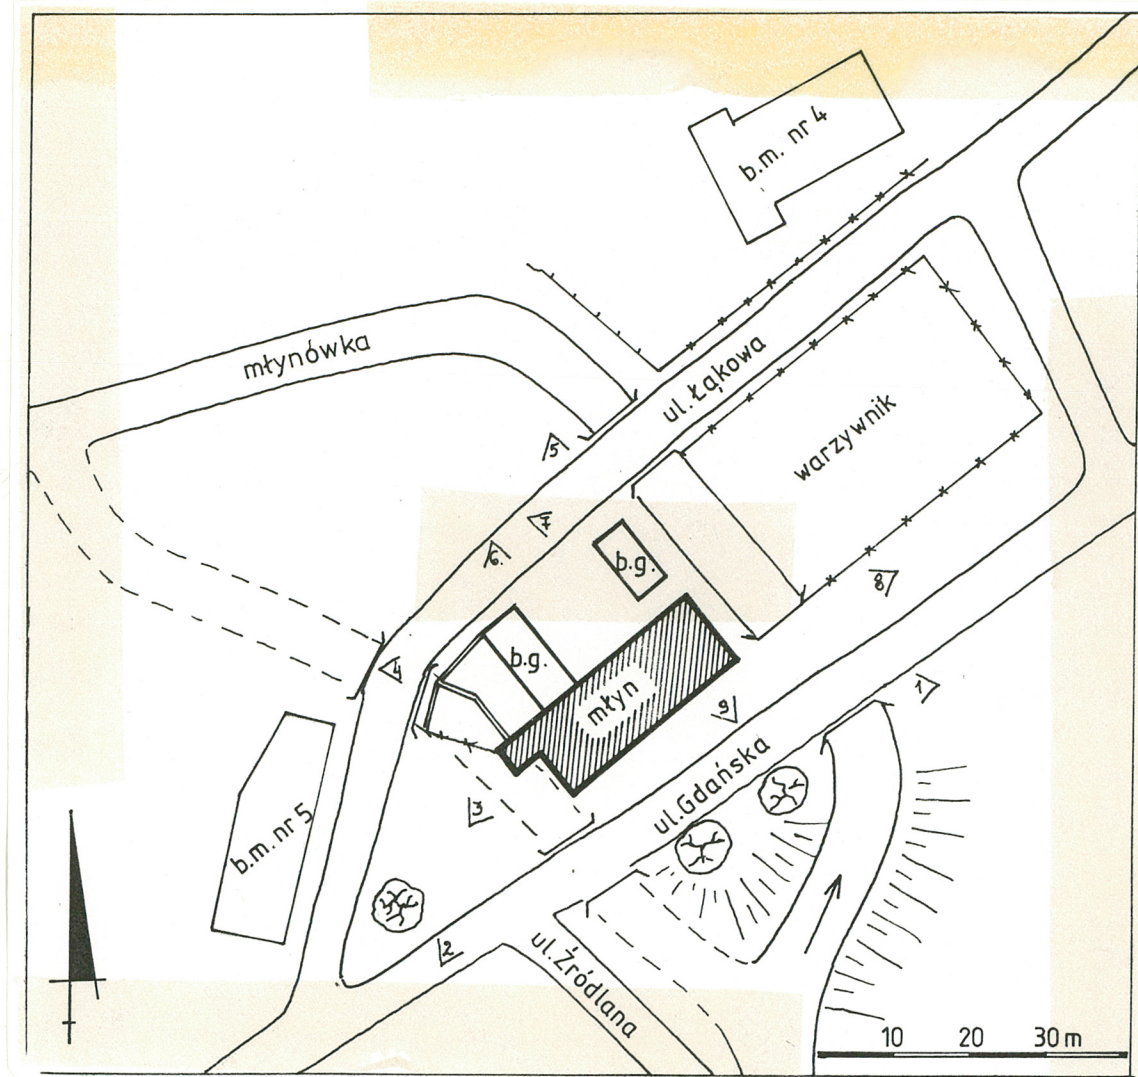 b.m. nr 4
młynówka
ul. Łąkowa
warzywnik
5
7
6.
b.g.
8
4
b.g.
młyn
1
9
ul. Gdańska
3
b.m. nr 5
2
ul. Źródlana
10 20 30 m